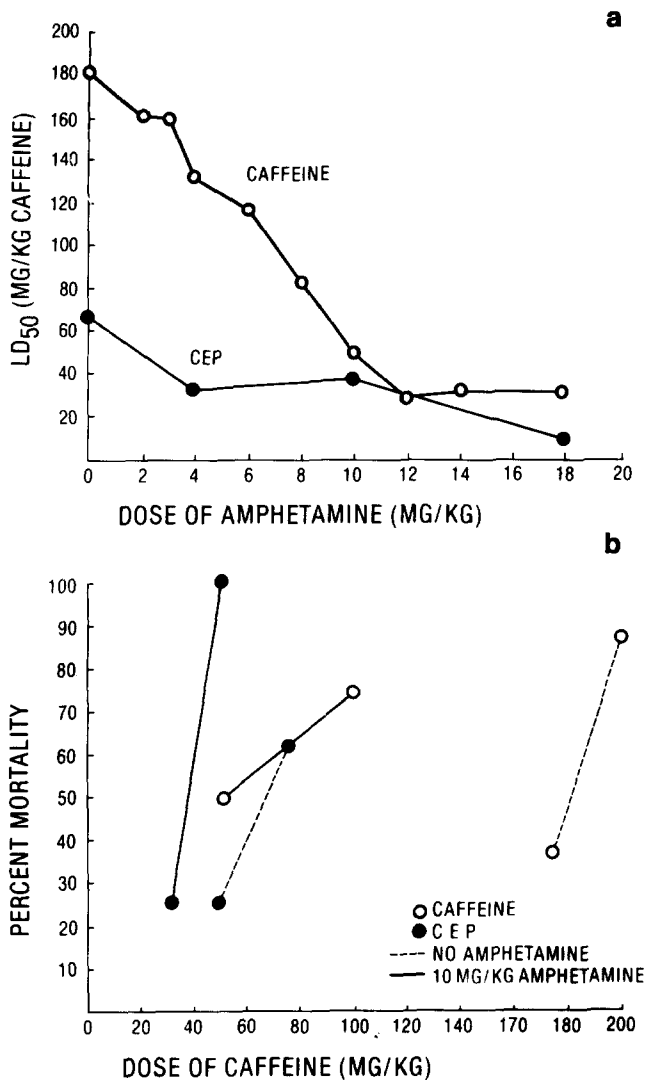 a
200
180
160
140
120
100
80
60
40
20
LD50 (MG/KG CAFFEINE)
CAFFEINE
CEP
0 2 4 6 8 10 12 14 16 18 20
DOSE OF AMPHETAMINE (MG/KG)
b
100
90
80
70
60
50
40
30
20
10
PERCENT MORTALITY
CAFFEINE
C E P
NO AMPHETAMINE
10 MG/KG AMPHETAMINE
0 20 40 60 80 100 120 140 170 180 200
DOSE OF CAFFEINE (MG/KG)